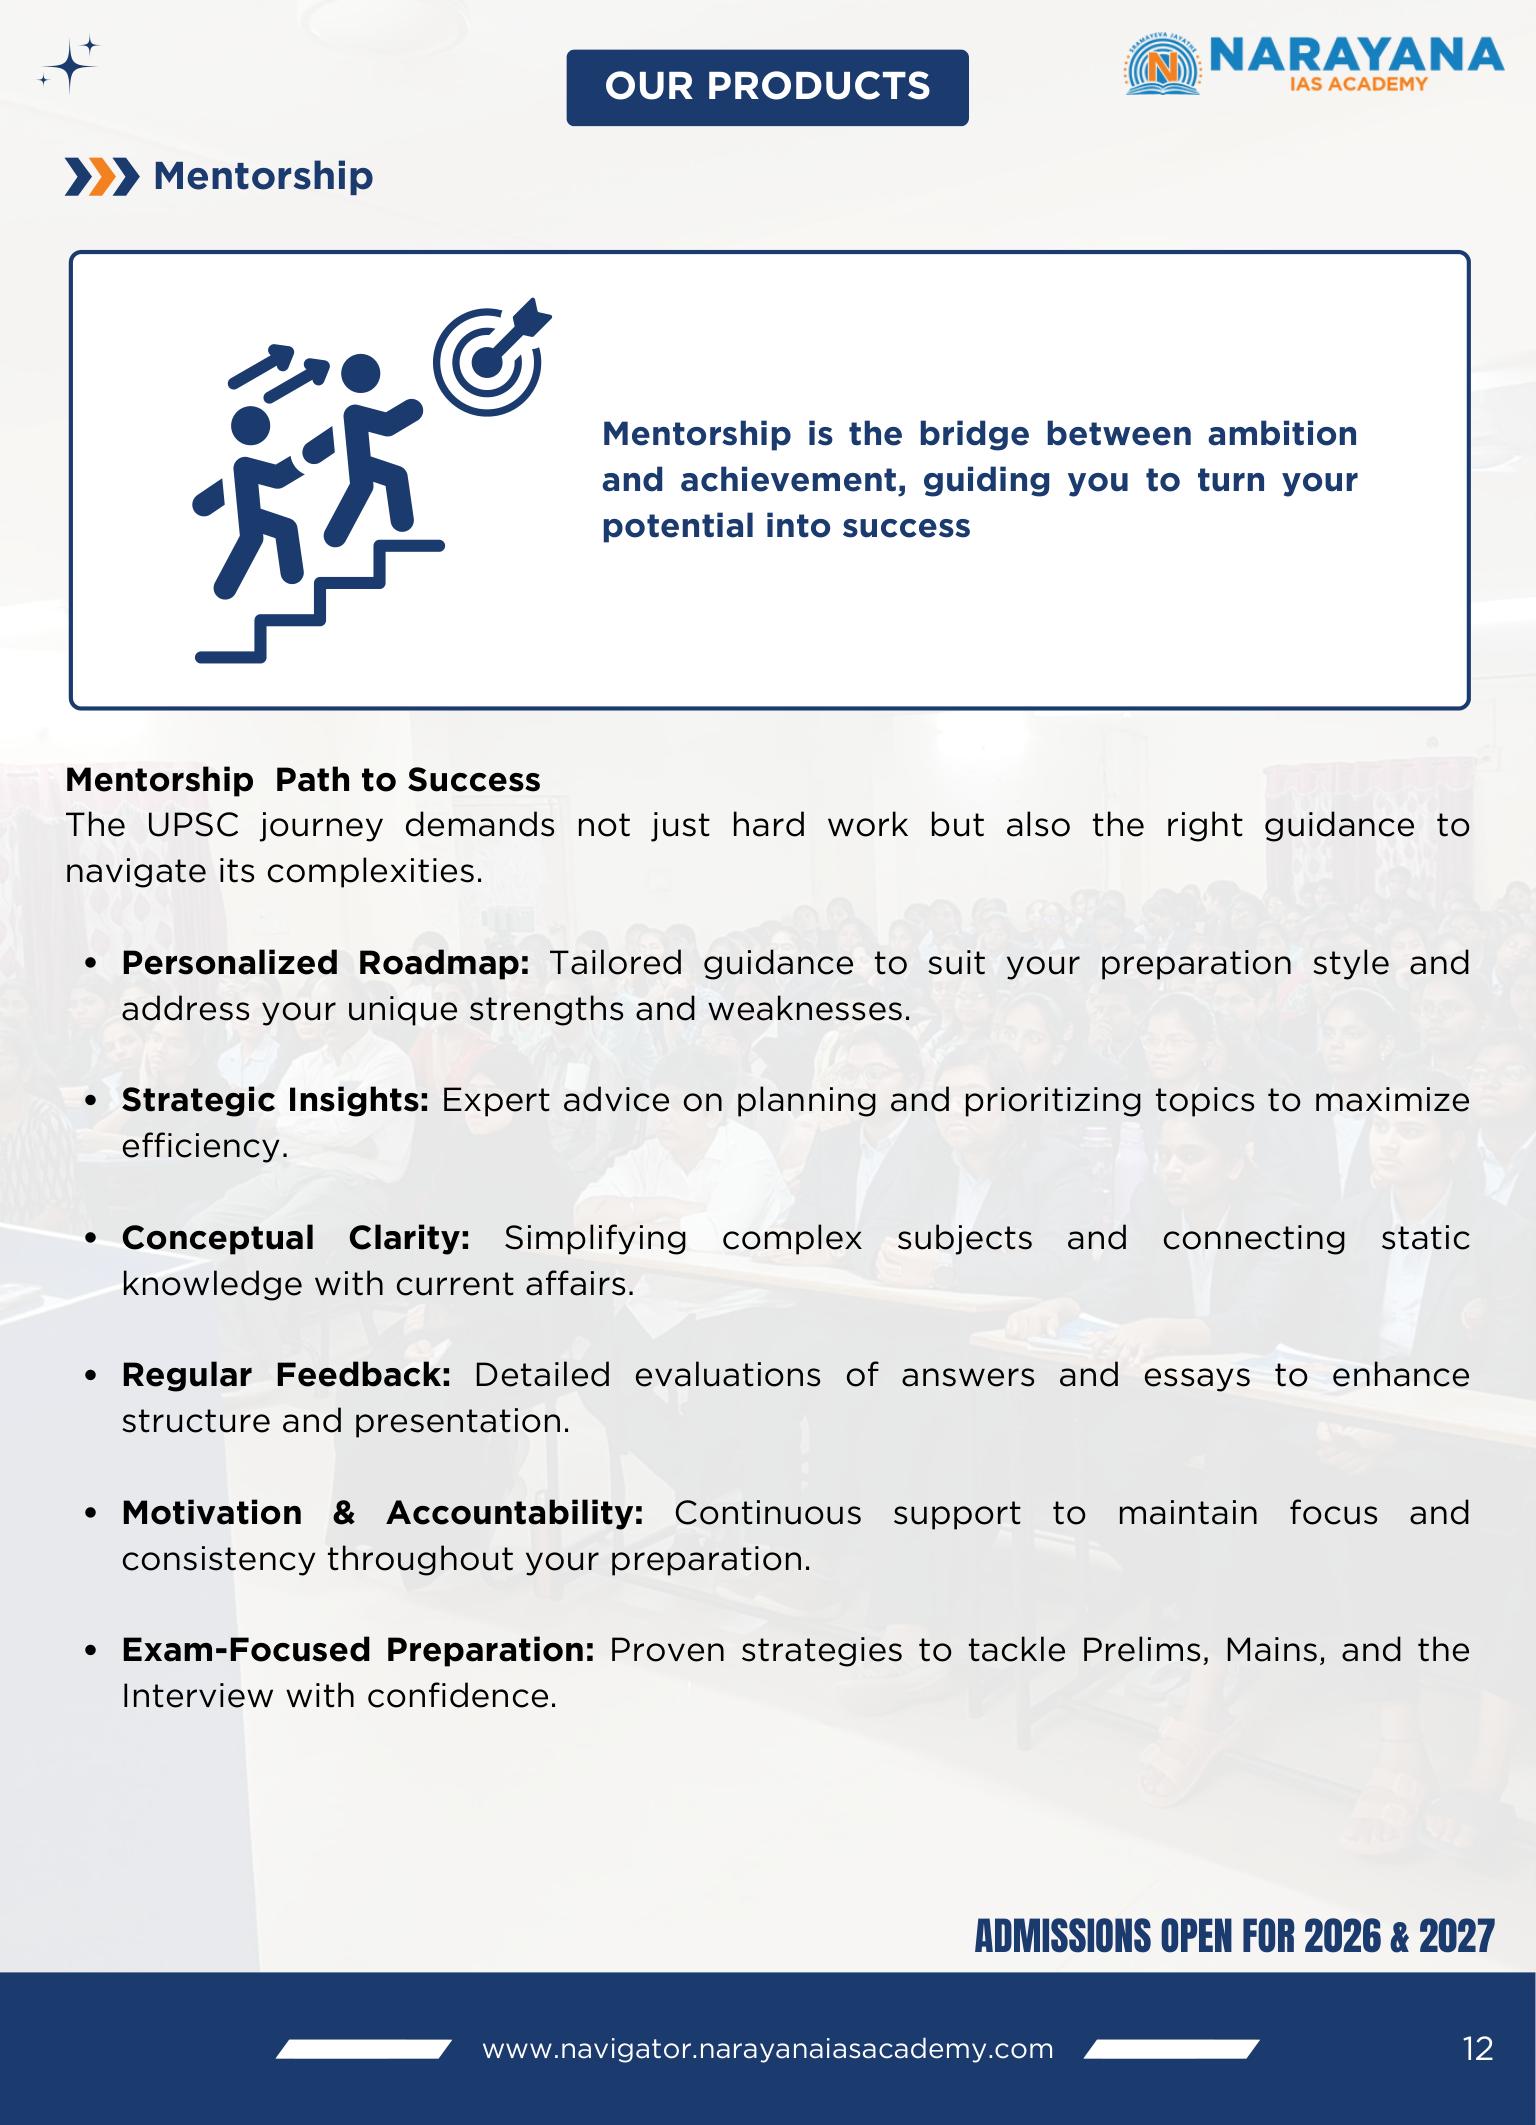 OUR PRODUCTS
SRAMAYEVA JAYATHE
N
NARAYANA
IAS ACADEMY
Mentorship
Mentorship is the bridge between ambition
and achievement, guiding you to turn your
potential into success
Mentorship Path to Success
The UPSC journey demands not just hard work but also the right guidance to
navigate its complexities.
• Personalized Roadmap: Tailored guidance to suit your preparation style and
address your unique strengths and weaknesses.
• Strategic Insights: Expert advice on planning and prioritizing topics to maximize
efficiency.
• Conceptual Clarity: Simplifying complex subjects and connecting static
knowledge with current affairs.
• Regular Feedback: Detailed evaluations of answers and essays to enhance
structure and presentation.
• Motivation & Accountability: Continuous support to maintain focus and
consistency throughout your preparation.
• Exam-Focused Preparation: Proven strategies to tackle Prelims, Mains, and the
Interview with confidence.
ADMISSIONS OPEN FOR 2026 & 2027
www.navigator.narayanaiasacademy.com
12